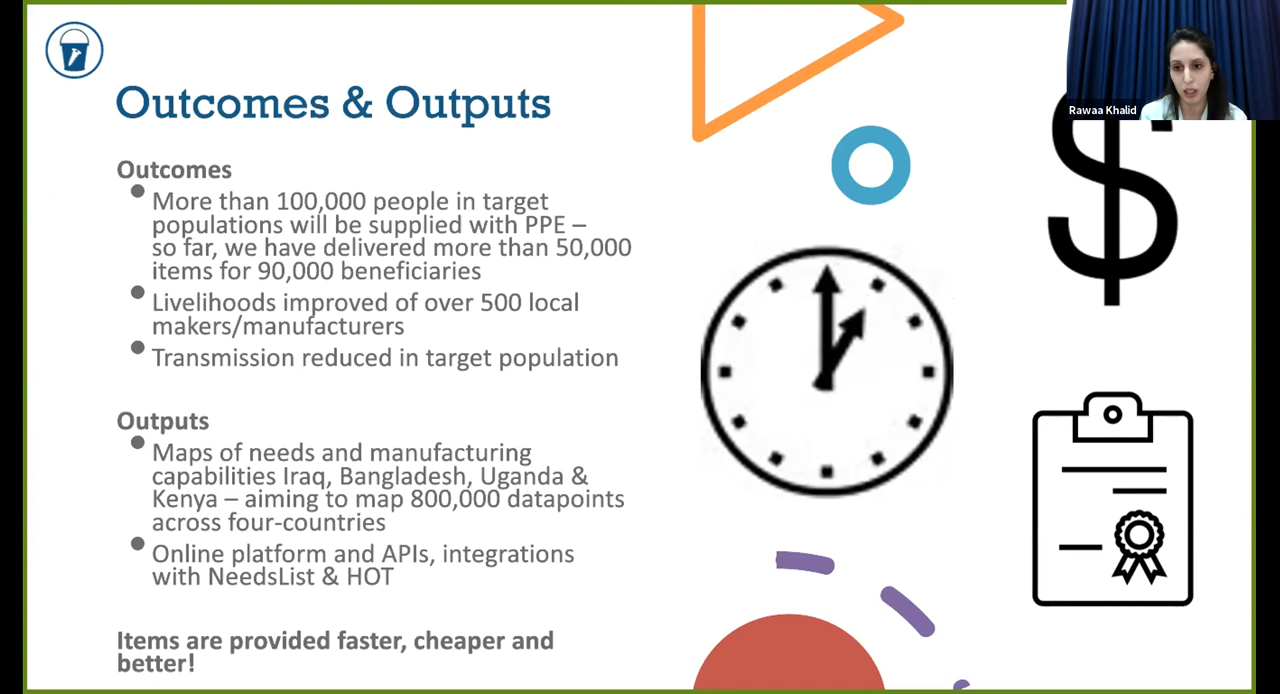 Outcomes & Outputs
Rawaa Khalid
Outcomes
• More than 100,000 people in target
populations will be supplied with PPE –
so far, we have delivered more than 50,000
items for 90,000 beneficiaries
• Livelihoods improved of over 500 local
makers/manufacturers
• Transmission reduced in target population
Outputs
• Maps of needs and manufacturing
capabilities Iraq, Bangladesh, Uganda &
Kenya – aiming to map 800,000 datapoints
across four-countries
• Online platform and APIs, integrations
with NeedsList & HOT
Items are provided faster, cheaper and
better!
$